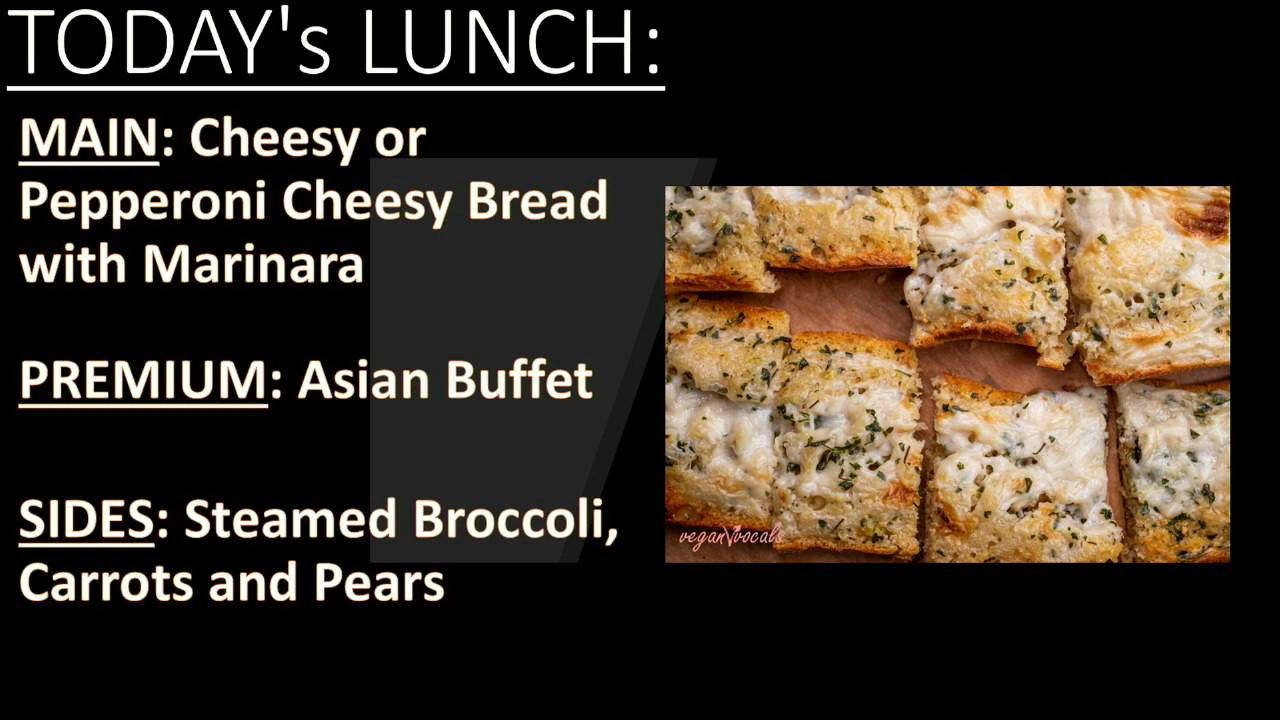 TODAY's LUNCH:
MAIN: Cheesy or
Pepperoni Cheesy Bread
with Marinara
PREMIUM: Asian Buffet
SIDES: Steamed Broccoli,
Carrots and Pears
veganVvocals